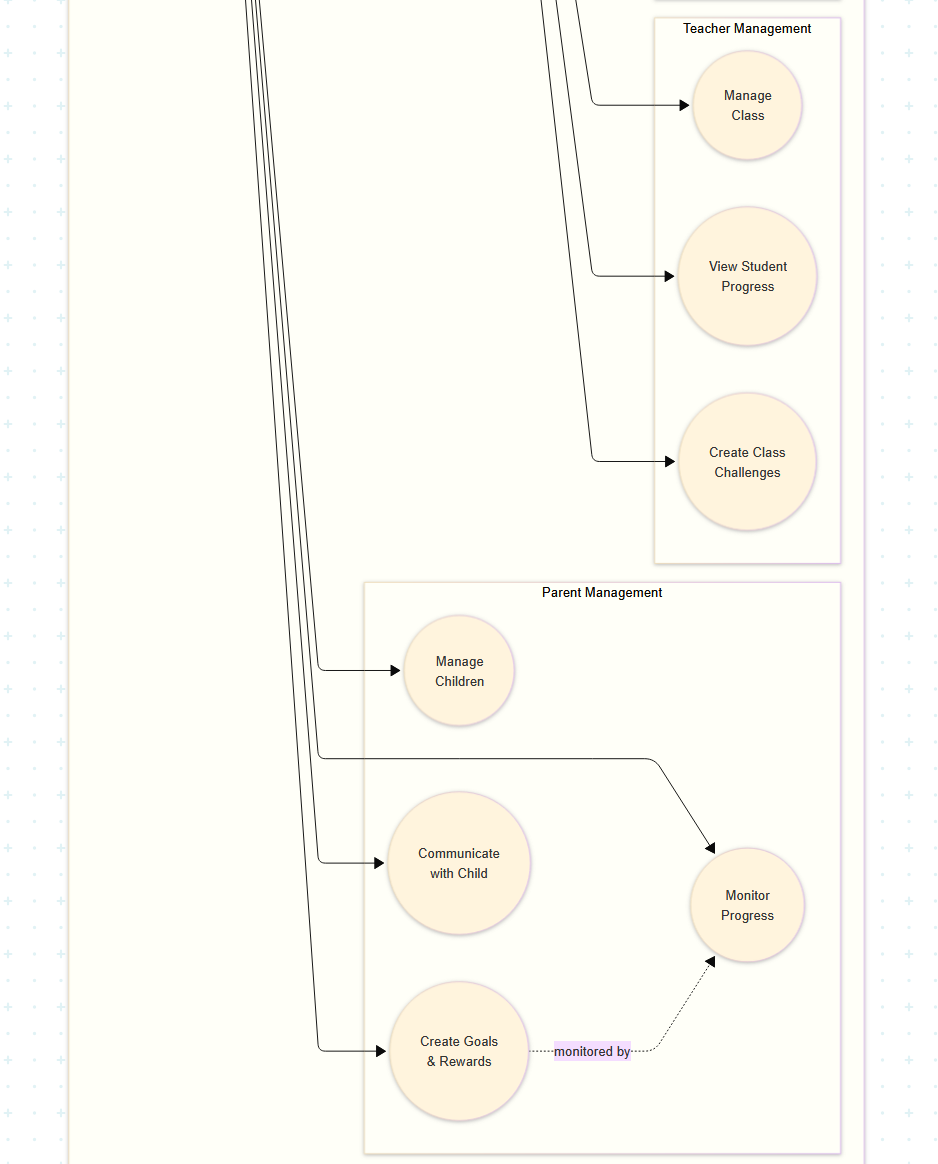 Teacher Management
Manage
Class
View Student
Progress
Create Class
Challenges
Parent Management
Manage
Children
Communicate
with Child
Monitor
Progress
Create Goals
& Rewards
monitored by